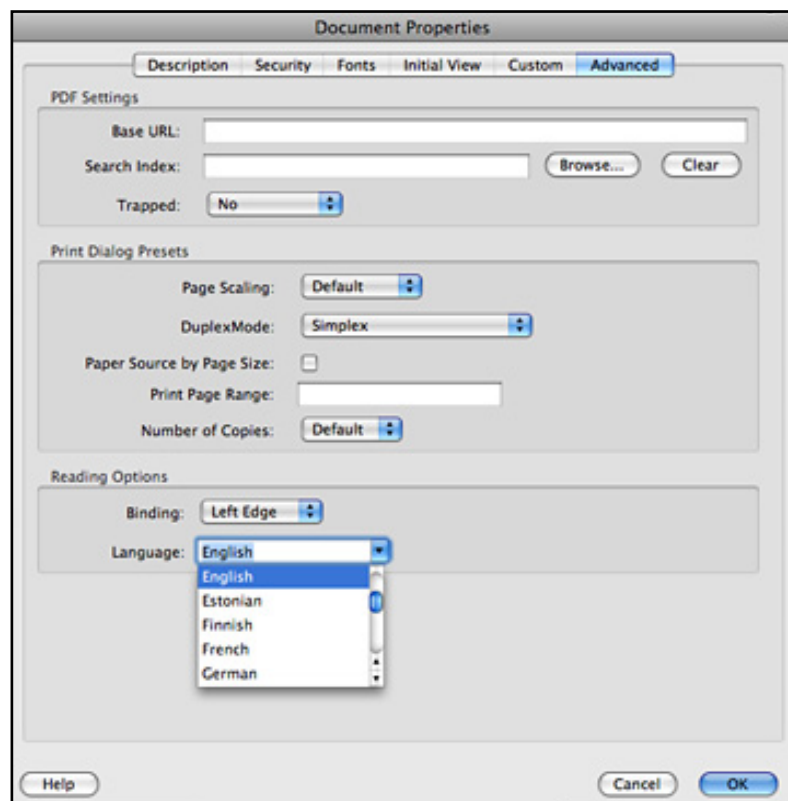 Document Properties
Description Security Fonts Initial View Custom Advanced
PDF Settings
Base URL:
Search Index: Browse... Clear
Trapped: No
Print Dialog Presets
Page Scaling: Default
DuplexMode: Simplex
Paper Source by Page Size:
Print Page Range:
Number of Copies: Default
Reading Options
Binding: Left Edge
Language: English
English
Estonian
Finnish
French
German
Help Cancel OK